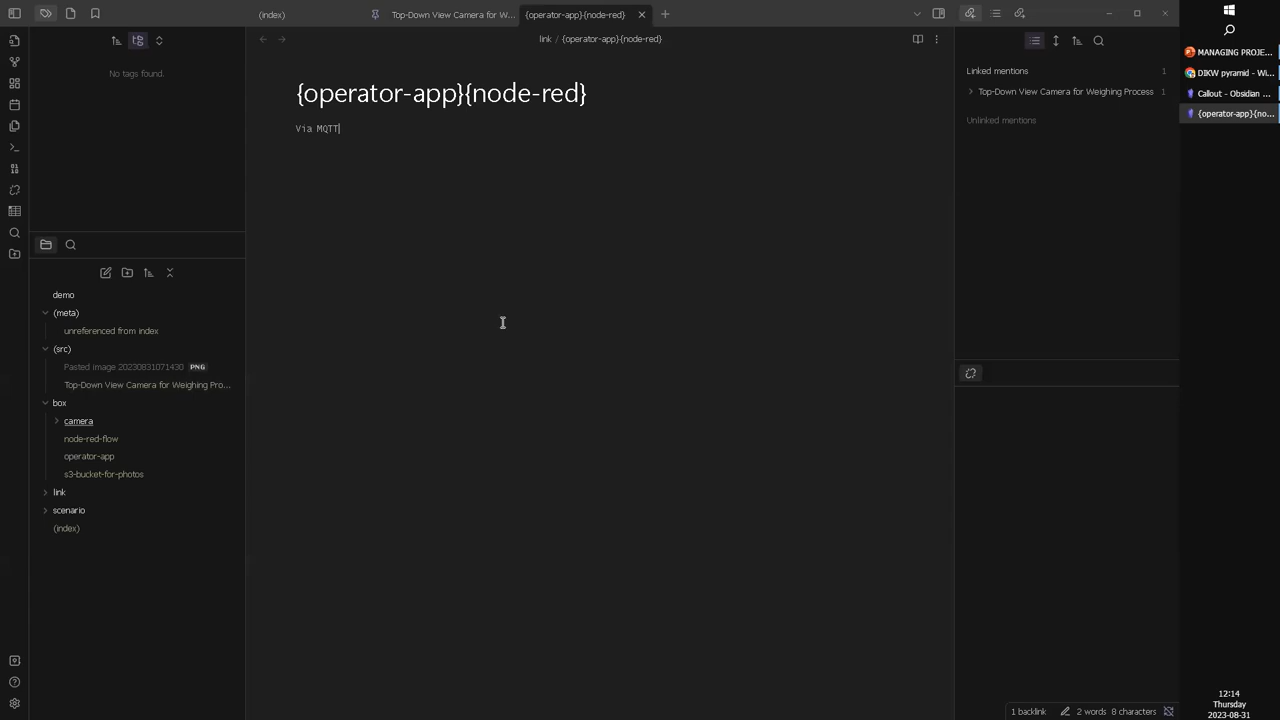 (index)
Top-Down View Camera for W...
{operator-app}{node-red}
link / {operator-app}{node-red}
No tags found.
{operator-app}{node-red}
Via MQTT
Linked mentions 1
Top-Down View Camera for Weighing Process 1
Unlinked mentions
MANAGING PROJE...
DIKW pyramid - Wi...
Callout - Obsidian ...
{operator-app}{no...
demo
(meta)
unreferenced from index
(src)
Pasted image 20230831071430 PNG
Top-Down View Camera for Weighing Pro...
box
camera
node-red-flow
operator-app
s3-bucket-for-photos
link
scenario
(index)
1 backlink
2 words 8 characters
12:14
Thursday
2023-08-31